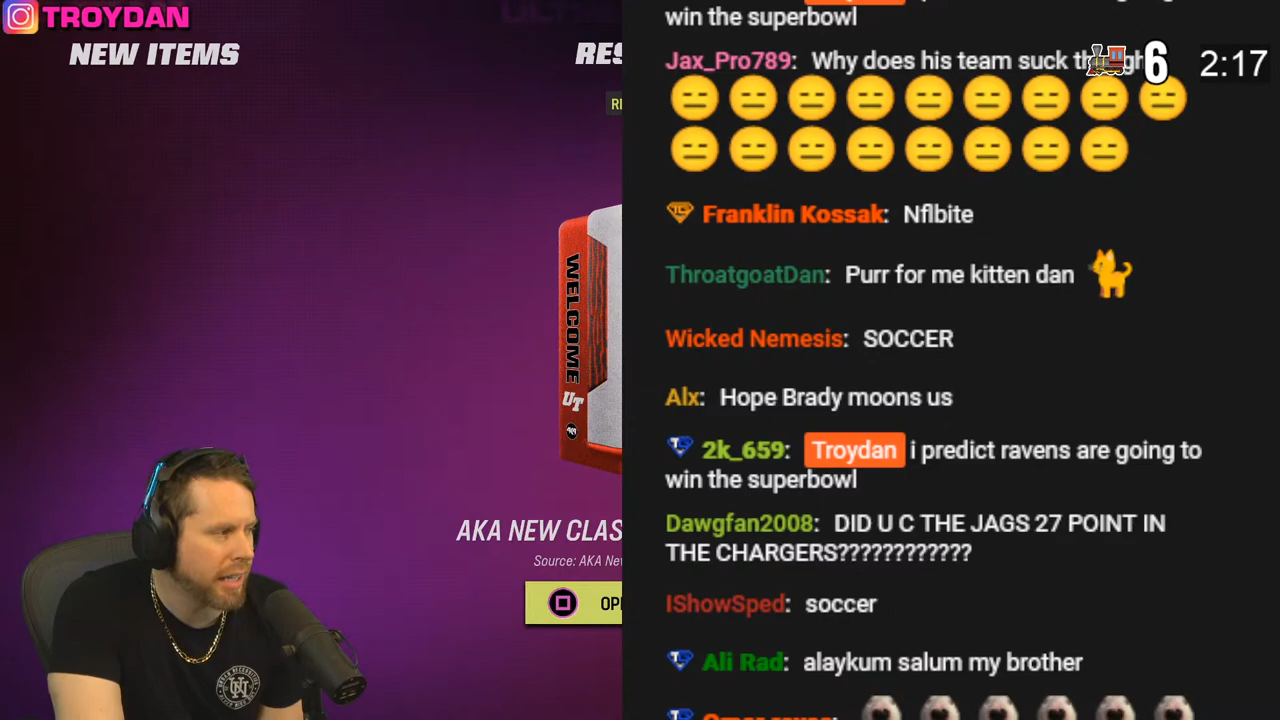 TROYDAN
NEW ITEMS
RES
RE
WELCOME
UT
AKA
AKA NEW CLAS
Source: AKA Ne
OP
win the superbowl
6 2:17
Jax_Pro789: Why does his team suck though
Franklin Kossak: Nflbite
ThroatgoatDan: Purr for me kitten dan
Wicked Nemesis: SOCCER
Alx: Hope Brady moons us
2k_659: Troydan i predict ravens are going to
win the superbowl
Dawgfan2008: DID U C THE JAGS 27 POINT IN
THE CHARGERS????????????
IShowSped: soccer
Ali Rad: alaykum salum my brother